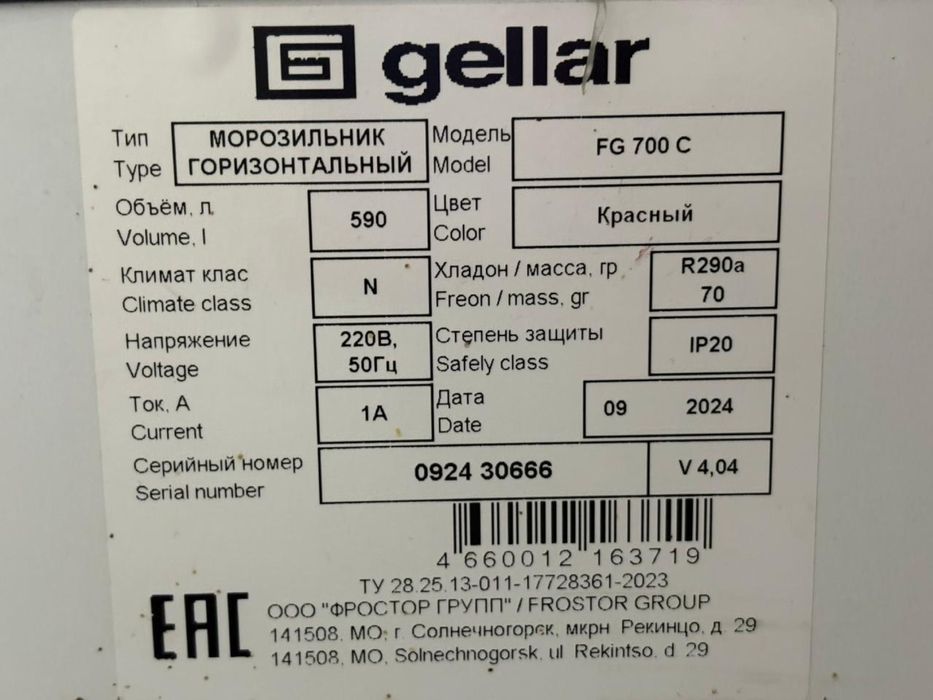 gellar
Тип МОРОЗИЛЬНИК Модель FG 700 C
Type ГОРИЗОНТАЛЬНЫЙ Model
Объём, л 590 Цвет Красный
Volume, l Color
Климат клас N Хладон / масса, гр R290a
Climate class Freon / mass, gr 70
Напряжение 220В, Степень защиты IP20
Voltage 50Гц Safely class
Ток, А 1А Дата 09 2024
Current Date
Серийный номер 0924 30666 V 4,04
Serial number
4 660012 163719
ТУ 28.25.13-011-17728361-2023
EAC ООО "ФРОСТОР ГРУПП" / FROSTOR GROUP
141508, МО, г. Солнечногорск, мкрн Рекинцо, д. 29
141508, МО, Solnechnogorsk, ul Rekintso, d. 29